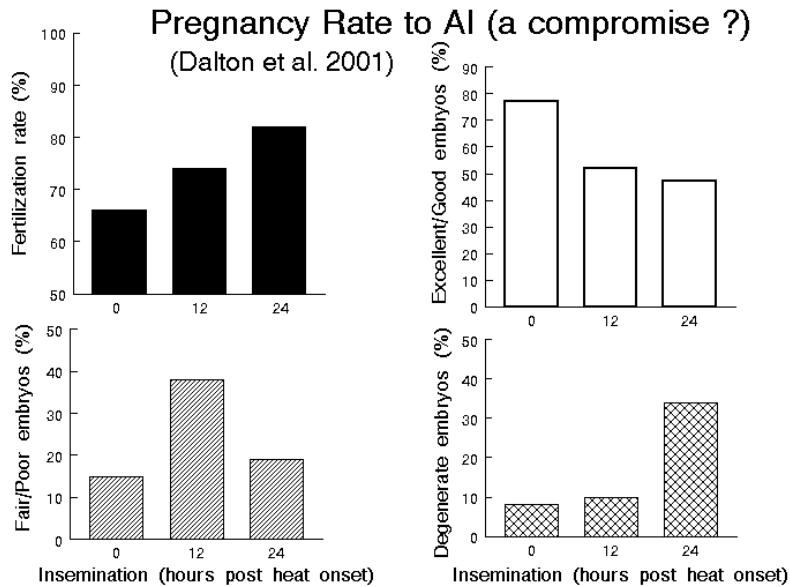 Pregnancy Rate to AI (a compromise ?)
(Dalton et al. 2001)
Fertilization rate (%)
100
90
80
70
60
50
0 12 24
Excellent/Good embryos (%)
90
80
70
60
50
40
30
20
10
0
0 12 24
Fair/Poor embryos (%)
50
40
30
20
10
0
0 12 24
Insemination (hours post heat onset)
Degenerate embryos (%)
50
40
30
20
10
0
0 12 24
Insemination (hours post heat onset)